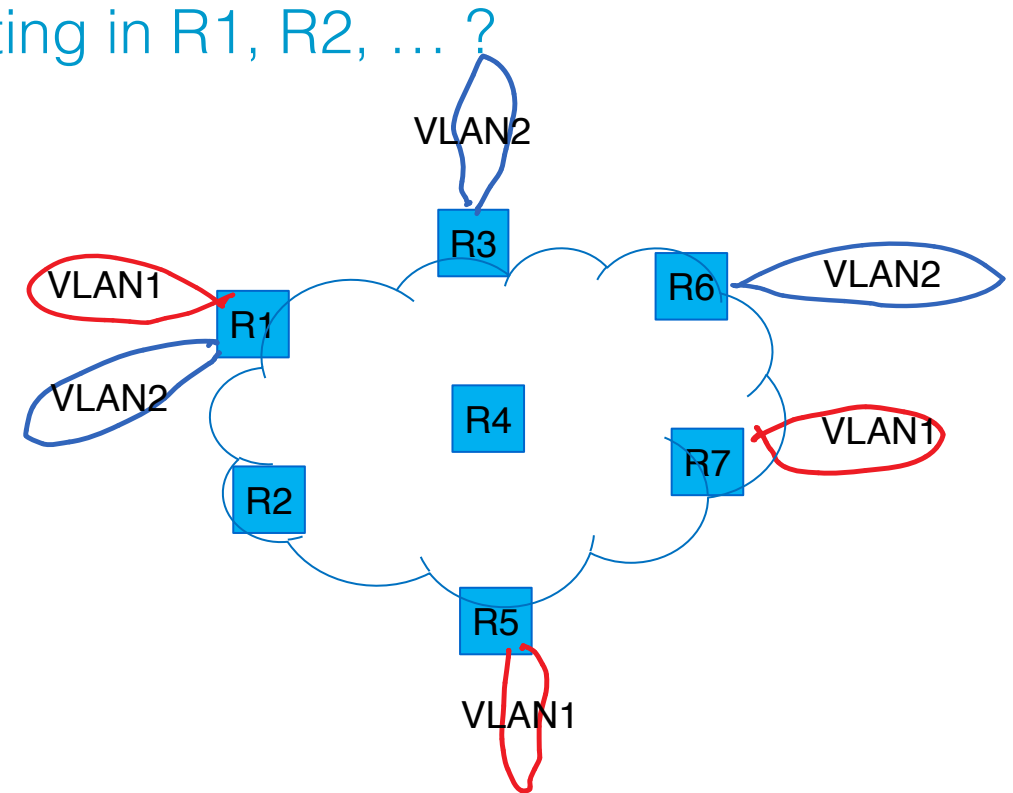 ting in R1, R2, … ?
VLAN2
R3
VLAN1
R6
VLAN2
R1
VLAN2
R4
VLAN1
R7
R2
R5
VLAN1